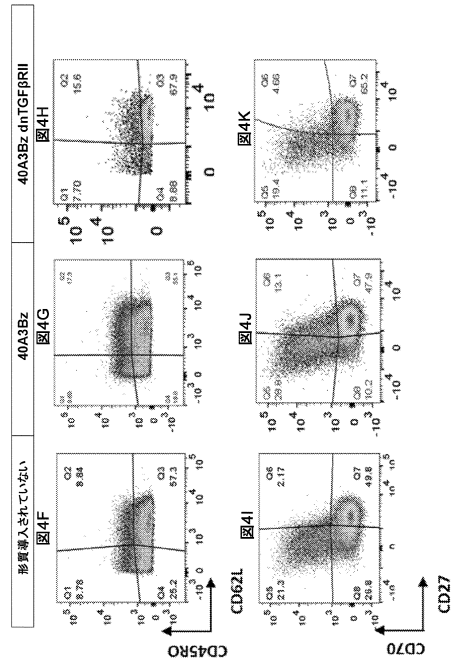 形質導入されていない
40A3Bz
40A3Bz dnTGFβRII
図4F
Q1
8.78
Q2
8.84
Q3
57.3
Q4
25.2
図4G
Q2
Q3
図4H
Q1
7.70
Q2
15.6
Q3
67.9
Q4
8.88
CD45RO
CD62L
図4I
Q5
21.3
Q6
2.17
Q7
49.8
Q8
26.8
図4J
Q5
28.8
Q6
13.1
Q7
47.9
Q8
10.2
図4K
Q5
19.4
Q6
4.66
Q7
65.2
Q8
11.1
CD70
CD27